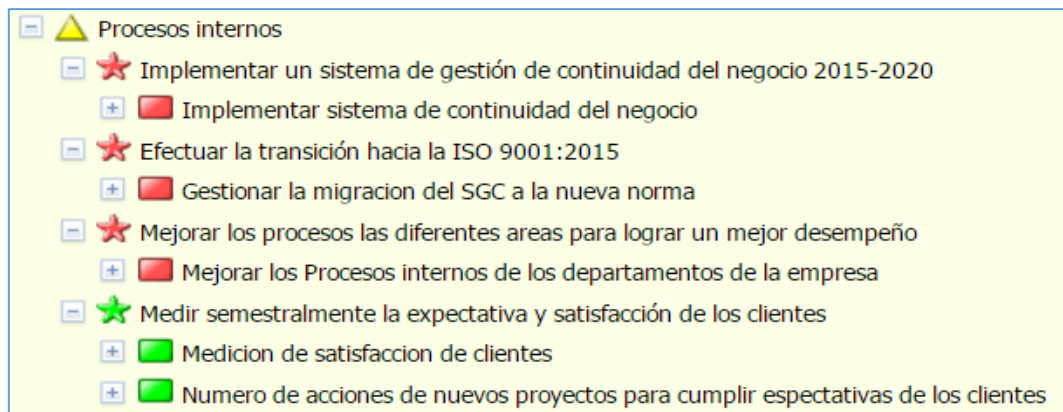 Procesos internos
Implementar un sistema de gestión de continuidad del negocio 2015-2020
Implementar sistema de continuidad del negocio
Efectuar la transición hacia la ISO 9001:2015
Gestionar la migracion del SGC a la nueva norma
Mejorar los procesos las diferentes areas para lograr un mejor desempeño
Mejorar los Procesos internos de los departamentos de la empresa
Medir semestralmente la expectativa y satisfacción de los clientes
Medicion de satisfaccion de clientes
Numero de acciones de nuevos proyectos para cumplir espectativas de los clientes